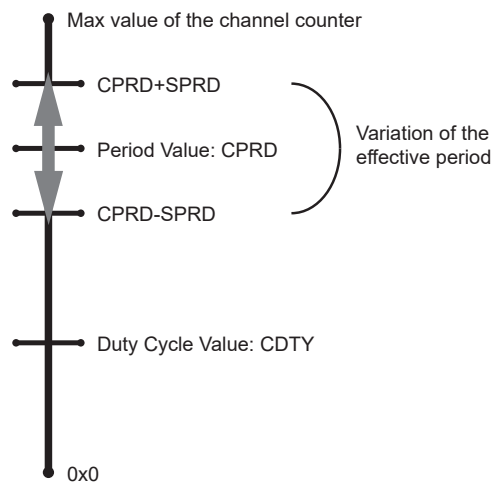 Max value of the channel counter
CPRD+SPRD
Period Value: CPRD
Variation of the
effective period
CPRD-SPRD
Duty Cycle Value: CDTY
0x0